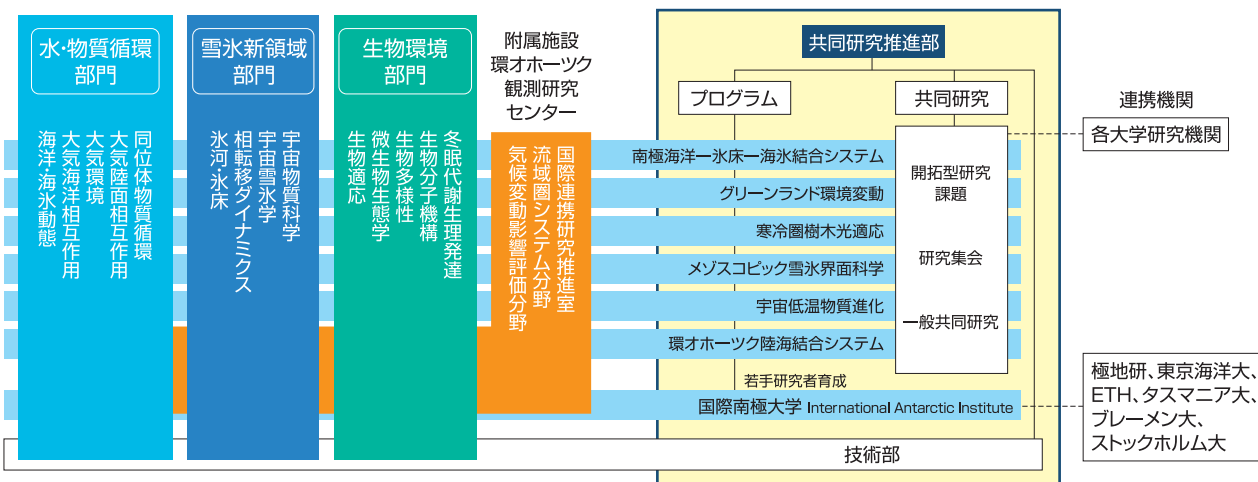 水・物質循環
部門
同位体物質循環
大気陸面相互作用
大気環境
大気海洋相互作用
海洋・海氷動態
雪氷新領域
部門
宇宙物質科学
宇宙雪氷学
相転移ダイナミクス
氷河・氷床
生物環境
部門
冬眠代謝生理発達
生物分子機構
生物多様性
微生物生態学
生物適応
附属施設
環オホーツク
観測研究
センター
国際連携研究推進室
流域圏システム分野
気候変動影響評価分野
共同研究推進部
プログラム
南極海洋ー氷床ー海氷結合システム
グリーンランド環境変動
寒冷圏樹木光適応
メゾスコピック雪氷界面科学
宇宙低温物質進化
環オホーツク陸海結合システム
若手研究者育成
国際南極大学 International Antarctic Institute
共同研究
開拓型研究
課題
研究集会
一般共同研究
連携機関
各大学研究機関
極地研、東京海洋大、
ETH、タスマニア大、
ブレーメン大、
ストックホルム大
技術部